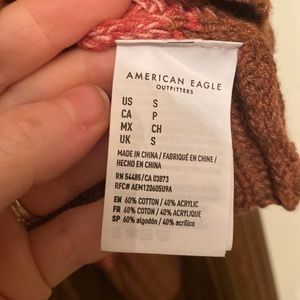 AMERICAN EAGLE
OUTFITTERS
US S
CA P
MX CH
UK S
MADE IN CHINA / FABRIQUÉ EN CHINE /
HECHO EN CHINA
RN 54485/CA 03873
RFC# AEM120605U9A
EN 60% COTTON / 40% ACRYLIC
FR 60% COTON / 40% ACRYLIQUE
SP 60% algodón / 40% acrílico